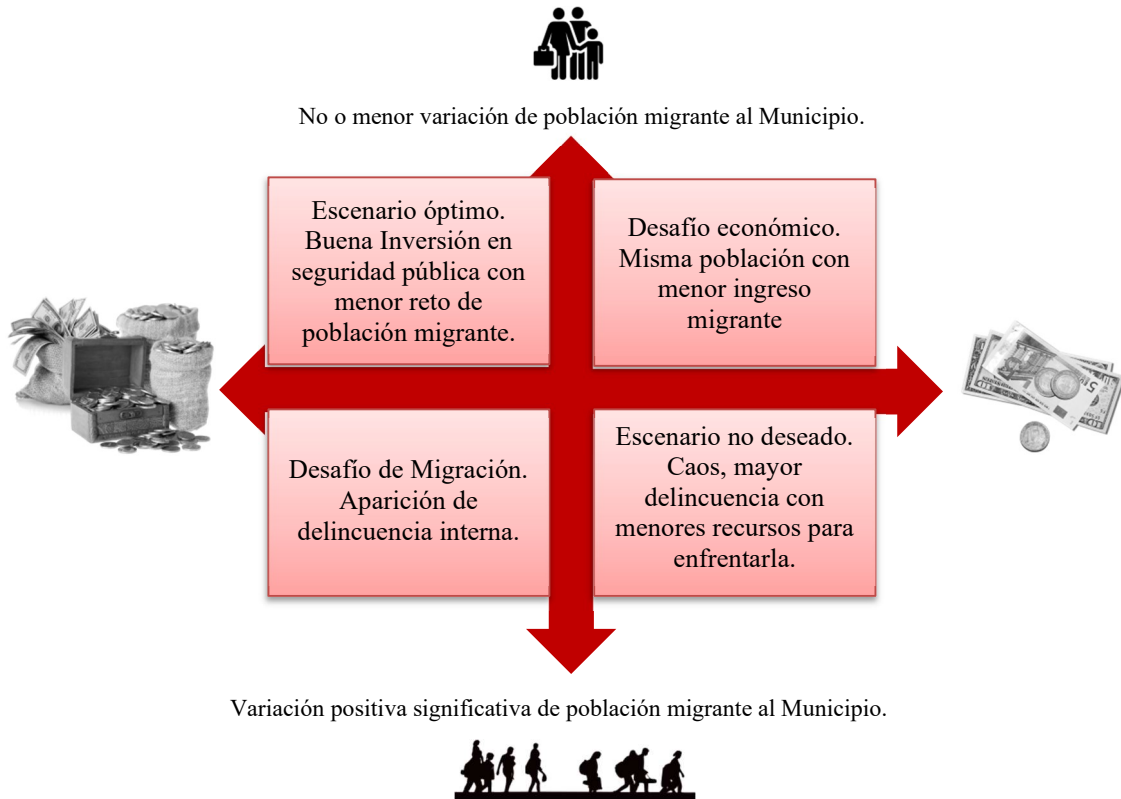 No o menor variación de población migrante al Municipio.
Escenario óptimo.
Buena Inversión en
seguridad pública con
menor reto de
población migrante.
Desafío económico.
Misma población con
menor ingreso
migrante
Desafío de Migración.
Aparición de
delincuencia interna.
Escenario no deseado.
Caos, mayor
delincuencia con
menores recursos para
enfrentarla.
Variación positiva significativa de población migrante al Municipio.